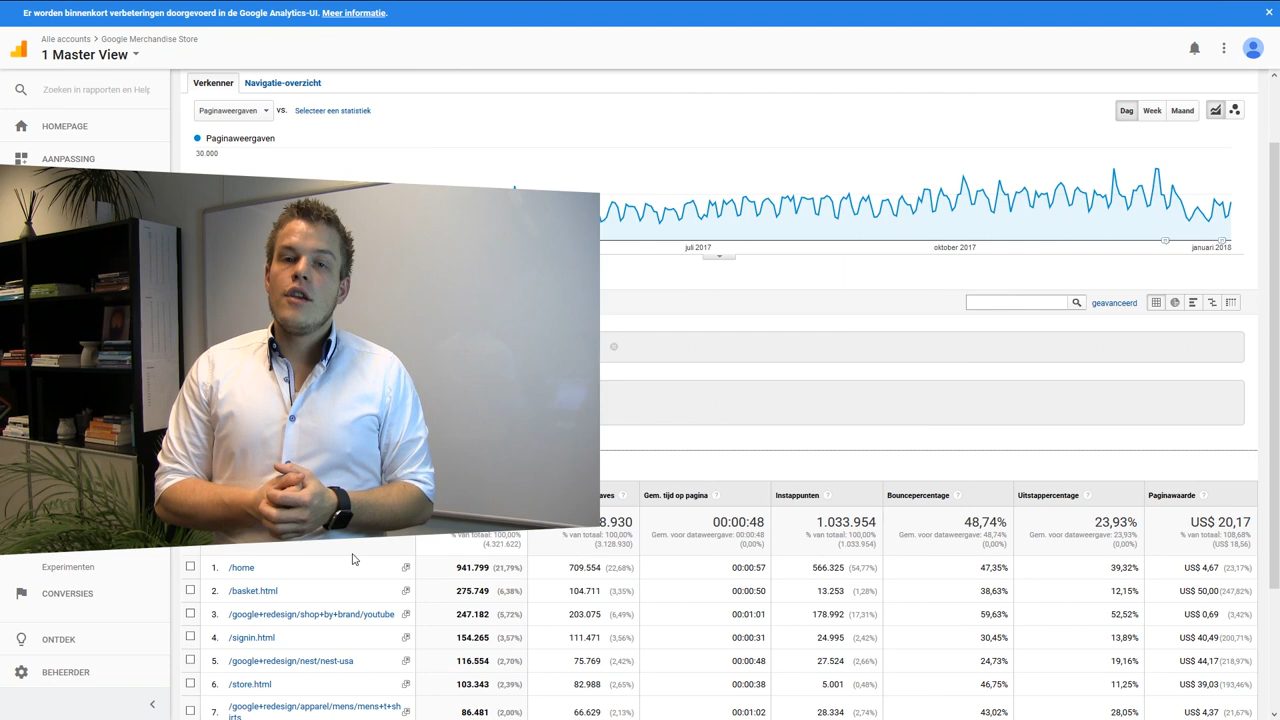 Er worden binnenkort verbeteringen doorgevoerd in de Google Analytics-UI. Meer informatie.
Alle accounts > Google Merchandise Store
1 Master View
Zoeken in rapporten en Help
HOMEPAGE
AANPASSING
Experimenten
CONVERSIES
ONTDEK
BEHEERDER
Verkenner Navigatie-overzicht
Paginaweergaven vs. Selecteer een statistiek
Dag Week Maand
Paginaweergaven
30.000
juli 2017 oktober 2017 januari 2018
geavanceerd
Gem. tijd op pagina Instappunten Bouncepercentage Uitstappercentage Paginawaarde
8.930 00:00:48 1.033.954 48,74% 23,93% US$ 20,17
% van totaal: 100,00% % van totaal: 100,00% Gem. voor dataweergave: 00:00:48 % van totaal: 100,00% Gem. voor dataweergave: 48,74% Gem. voor dataweergave: 23,93% % van totaal: 108,68%
(4.321.622) (3.128.930) (0,00%) (1.033.954) (0,00%) (0,00%) (US$ 18,56)
1. /home 941.799 (21,79%) 709.554 (22,68%) 00:00:57 566.325 (54,77%) 47,35% 39,32% US$ 4,67 (23,17%)
2. /basket.html 275.749 (6,38%) 104.711 (3,35%) 00:00:50 13.253 (1,28%) 38,63% 12,15% US$ 50,00 (247,82%)
3. /google+redesign/shop+by+brand/youtube 247.182 (5,72%) 203.075 (6,49%) 00:01:01 178.992 (17,31%) 59,63% 52,52% US$ 0,69 (3,42%)
4. /signin.html 154.265 (3,57%) 111.471 (3,56%) 00:00:31 24.995 (2,42%) 30,45% 13,89% US$ 40,49 (200,71%)
5. /google+redesign/nest/nest-usa 116.554 (2,70%) 75.769 (2,42%) 00:00:48 27.524 (2,66%) 24,73% 19,16% US$ 44,17 (218,97%)
6. /store.html 103.343 (2,39%) 82.988 (2,65%) 00:00:38 5.001 (0,48%) 46,75% 11,25% US$ 39,03 (193,46%)
7. /google+redesign/apparel/mens/mens+t+sh
irts 86.481 (2,00%) 66.629 (2,13%) 00:01:02 28.334 (2,74%) 43,02% 28,05% US$ 4,37 (21,67%)